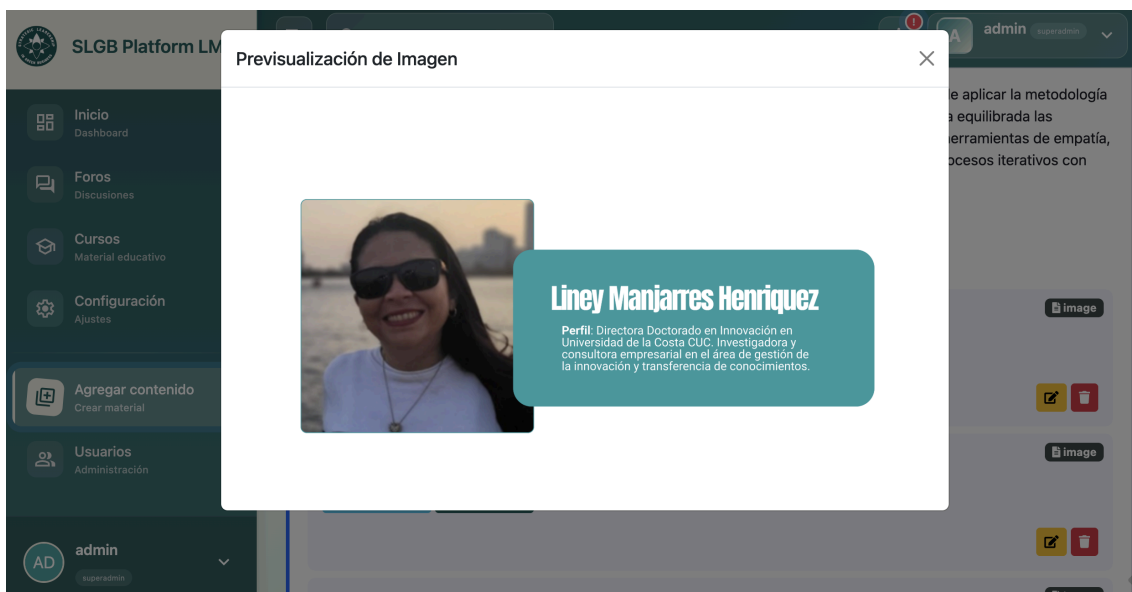 SLGB Platform LM
Inicio
Dashboard
Foros
Discusiones
Cursos
Material educativo
Configuración
Ajustes
Agregar contenido
Crear material
Usuarios
Administración
AD
admin
superadmin
Previsualización de Imagen
Liney Manjarres Henriquez
Perfil: Directora Doctorado en Innovación en
Universidad de la Costa CUC. Investigadora y
consultora empresarial en el área de gestión de
la innovación y transferencia de conocimientos.
A
admin
superadmin
aplicar la metodología
equilibrada las
de empatía,
iterativos con
image
image